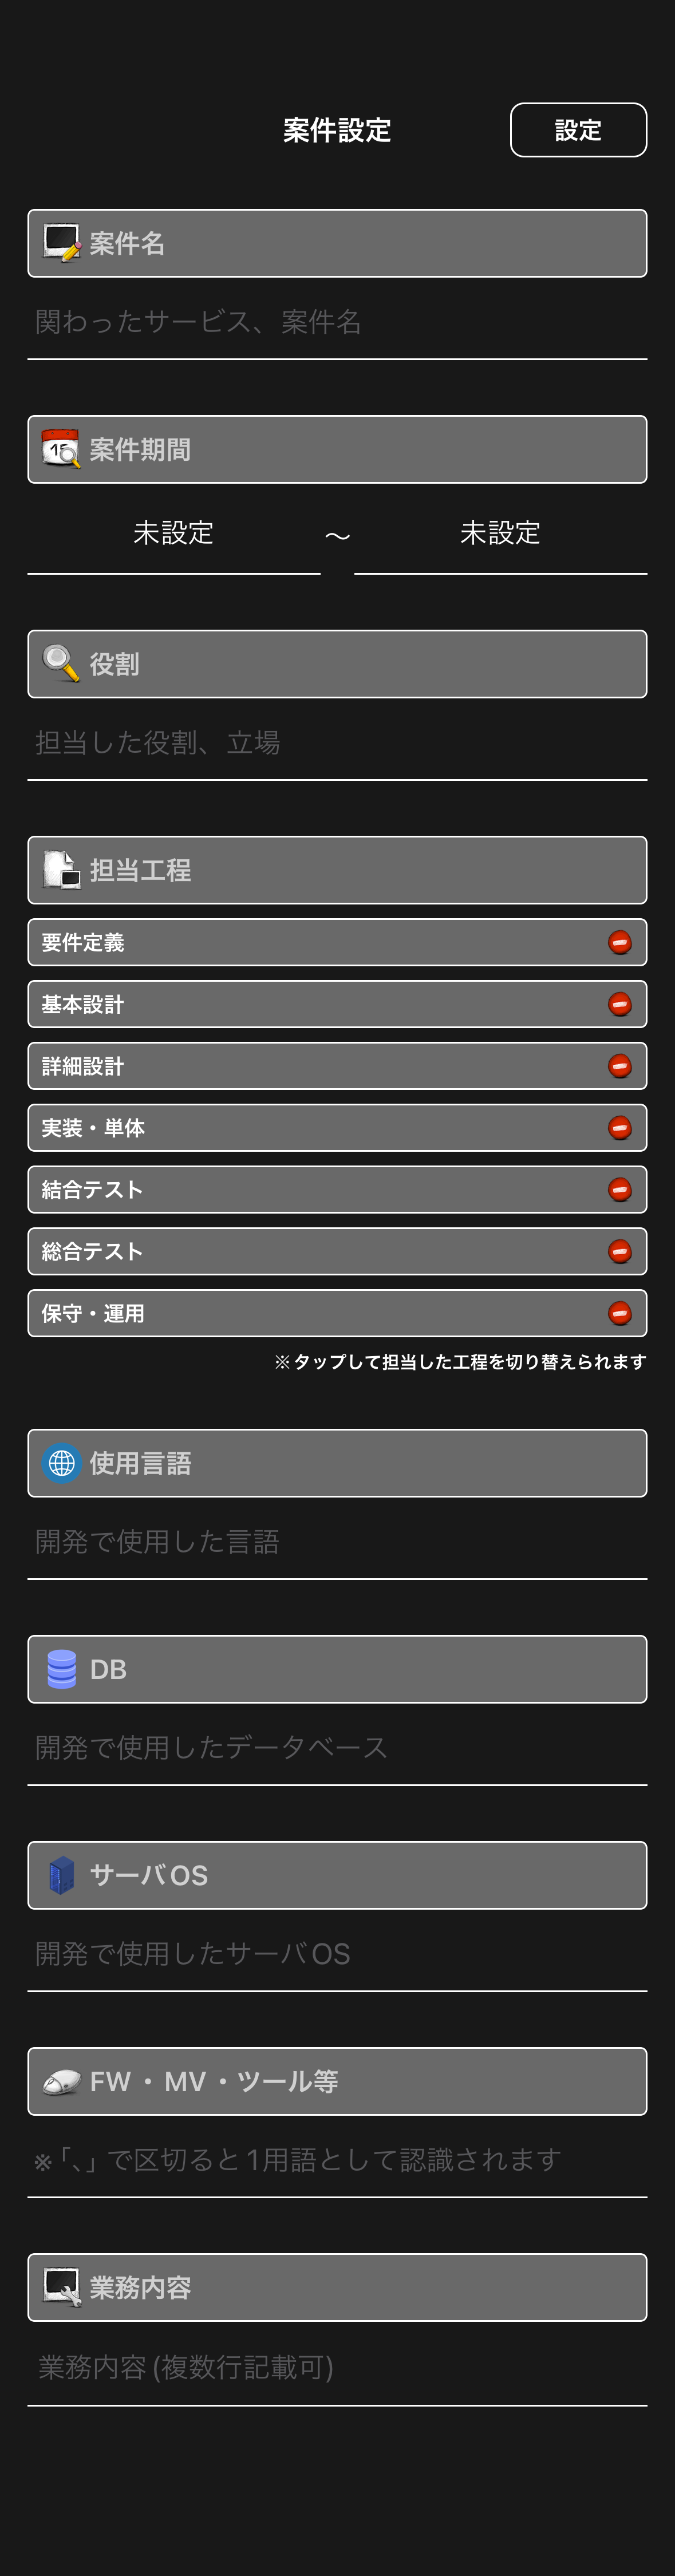 案件設定
設定
案件名
関わったサービス、案件名
15
案件期間
未設定 ～ 未設定
役割
担当した役割、立場
担当工程
要件定義
基本設計
詳細設計
実装・単体
結合テスト
総合テスト
保守・運用
※タップして担当した工程を切り替えられます
使用言語
開発で使用した言語
DB
開発で使用したデータベース
サーバOS
開発で使用したサーバOS
FW・MV・ツール等
※「、」で区切ると1用語として認識されます
業務内容
業務内容(複数行記載可)